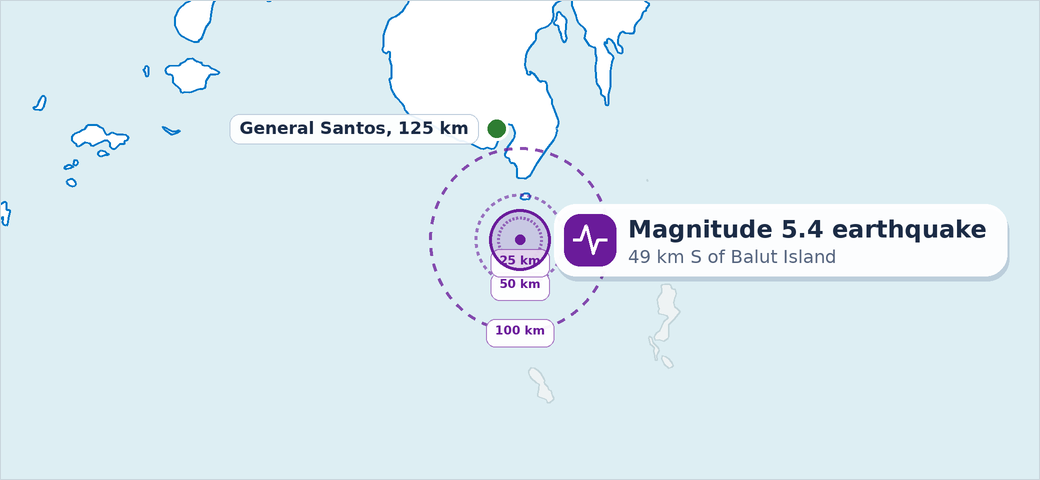 General Santos, 125 km
Magnitude 5.4 earthquake
49 km S of Balut Island
25 km
50 km
100 km